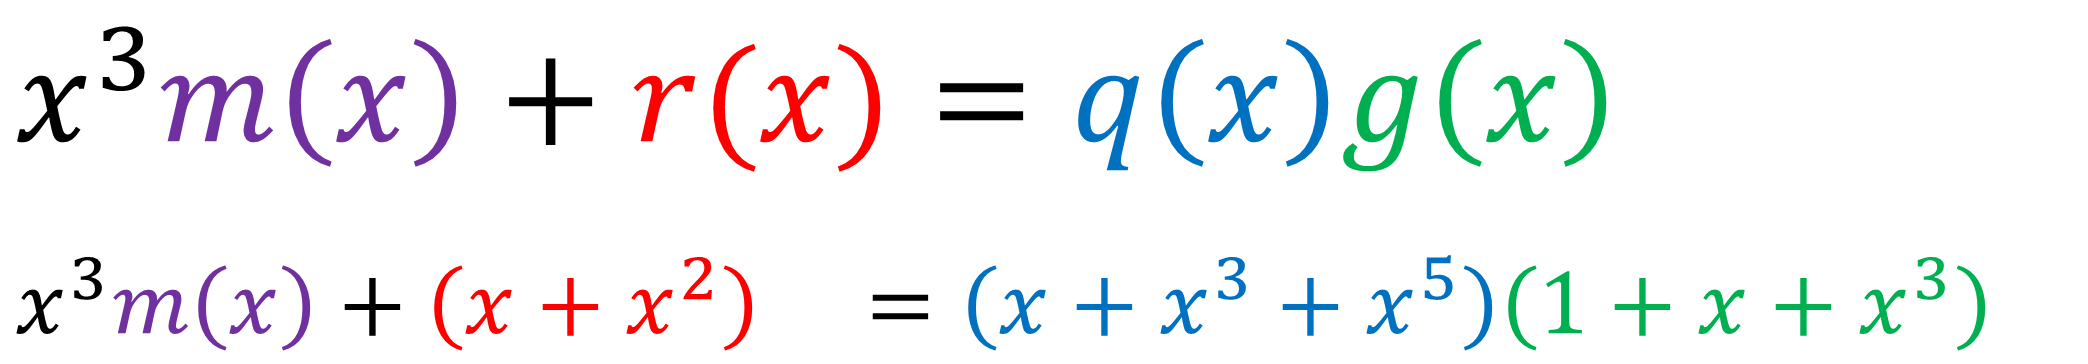 x³m(x) + r(x) = q(x)g(x)
x³m(x) + (x + x²) = (x + x³ + x⁵)(1 + x + x³)